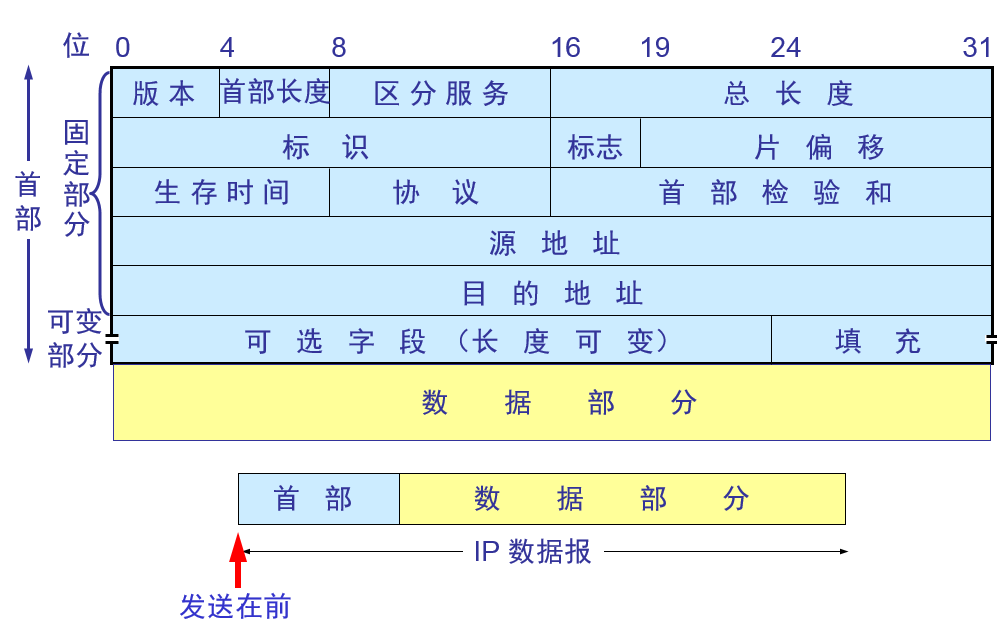 位 0 4 8 16 19 24 31
版本 首部长度 区分服务 总长度
标识 标志 片偏移
生存时间 协议 首部检验和
源地址
目的地址
可选字段（长度可变） 填充
数据部分
首部
固定部分
可变
部分
首部 数据部分
IP 数据报
发送在前